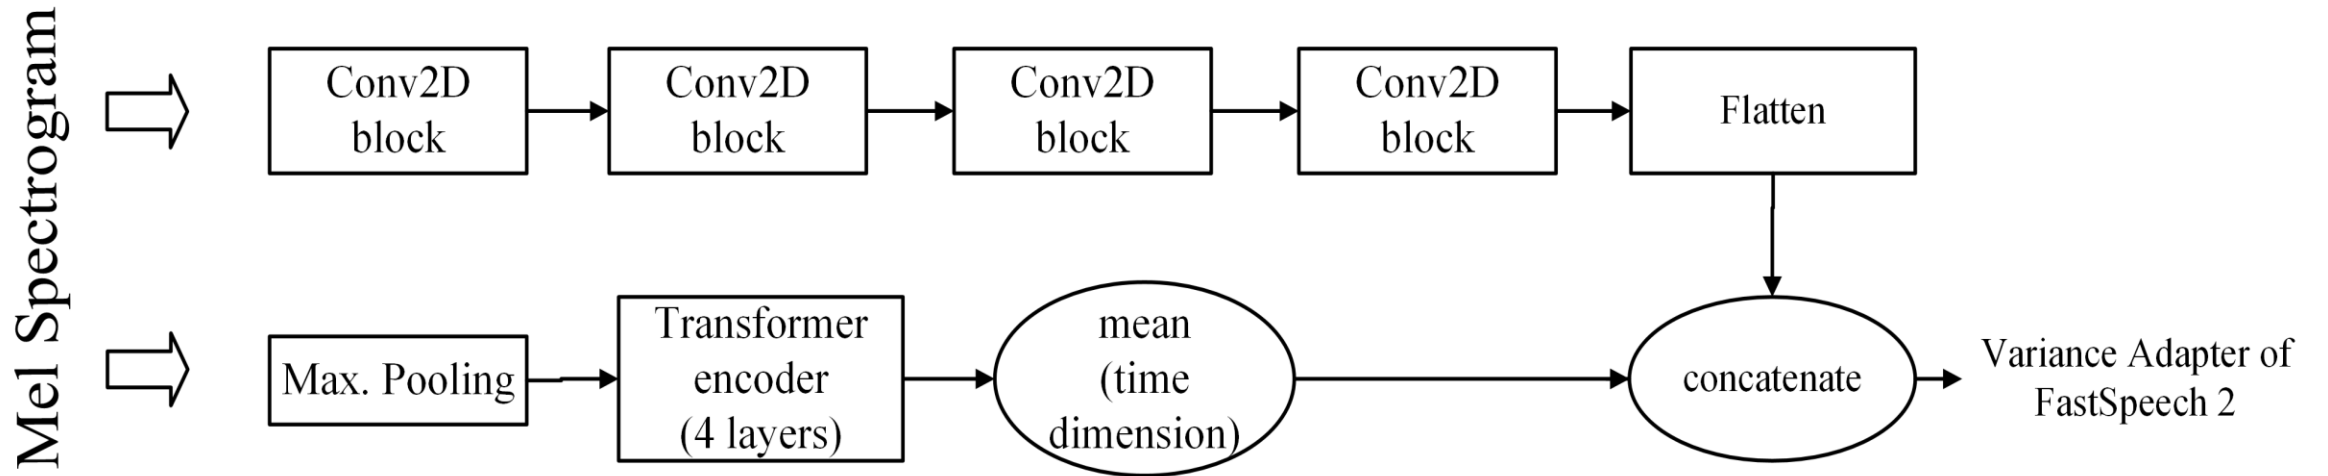 Mel Spectrogram
Conv2D
block
Conv2D
block
Conv2D
block
Conv2D
block
Flatten
Max. Pooling
Transformer
encoder
(4 layers)
mean
(time
dimension)
concatenate
Variance Adapter of
FastSpeech 2